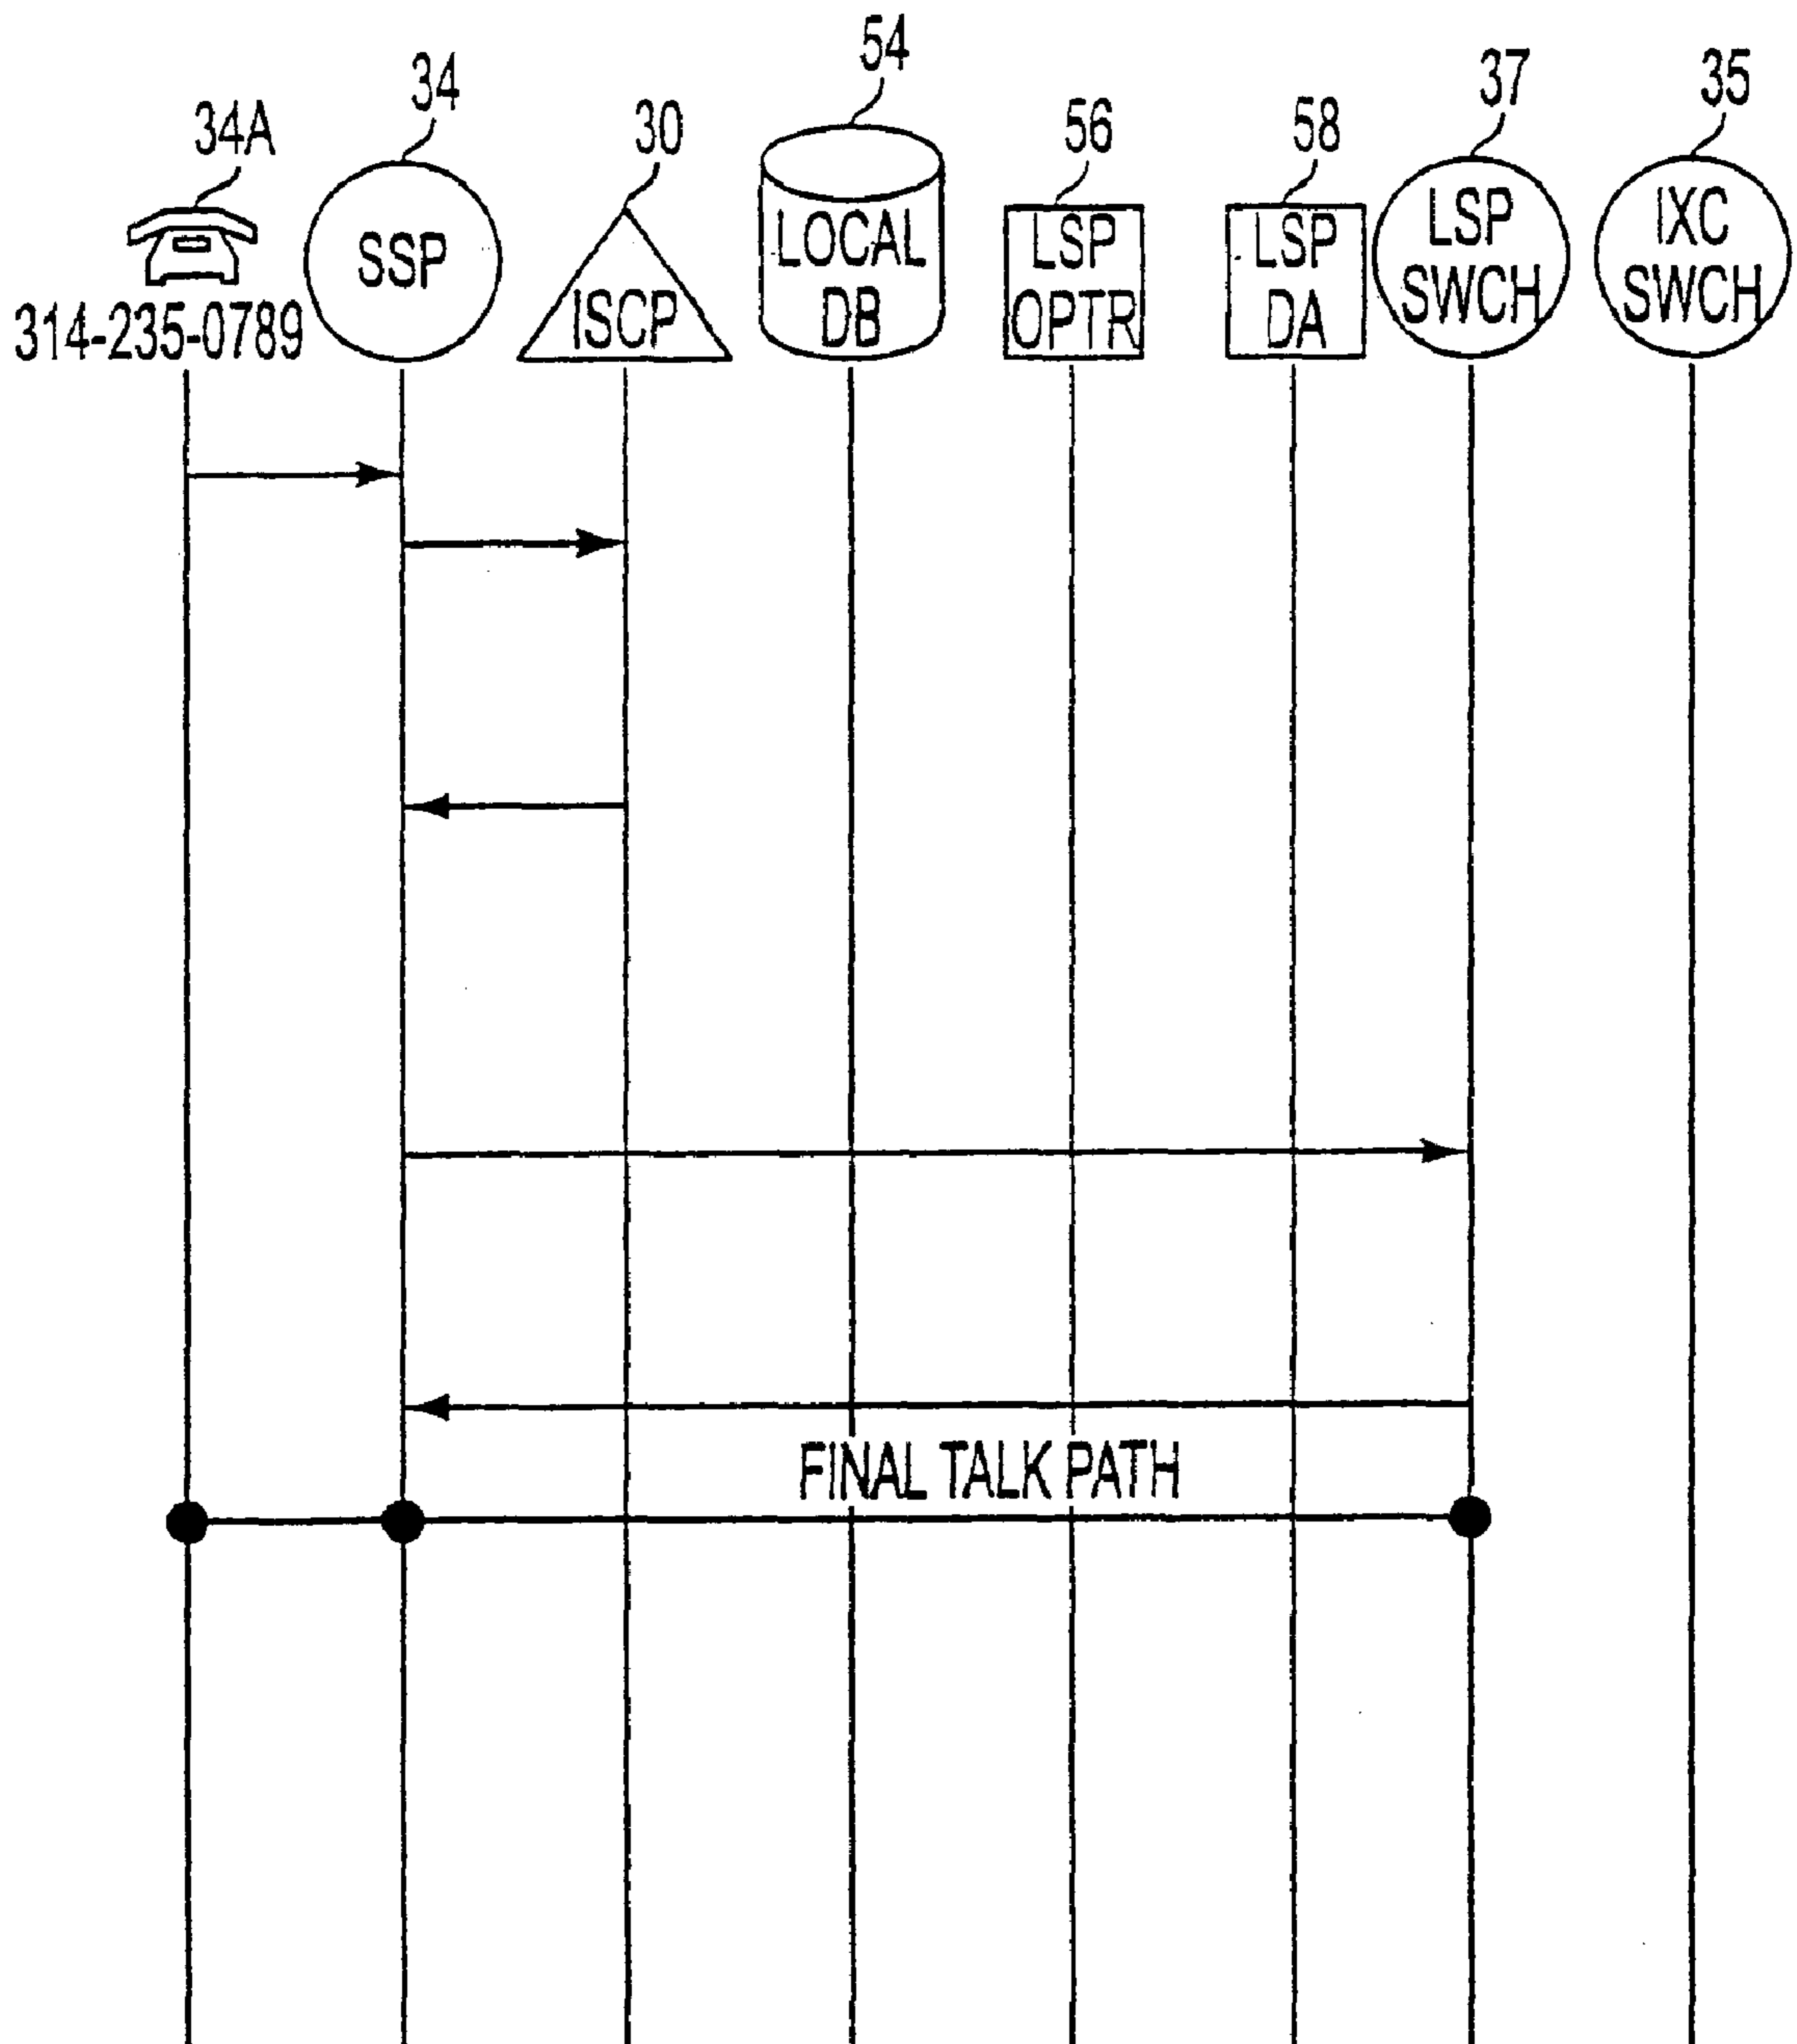 34A
34
30
54
56
58
37
35
314-235-0789
SSP
ISCP
LOCAL
DB
LSP
OPTR
LSP
DA
LSP
SWCH
IXC
SWCH
FINAL TALK PATH